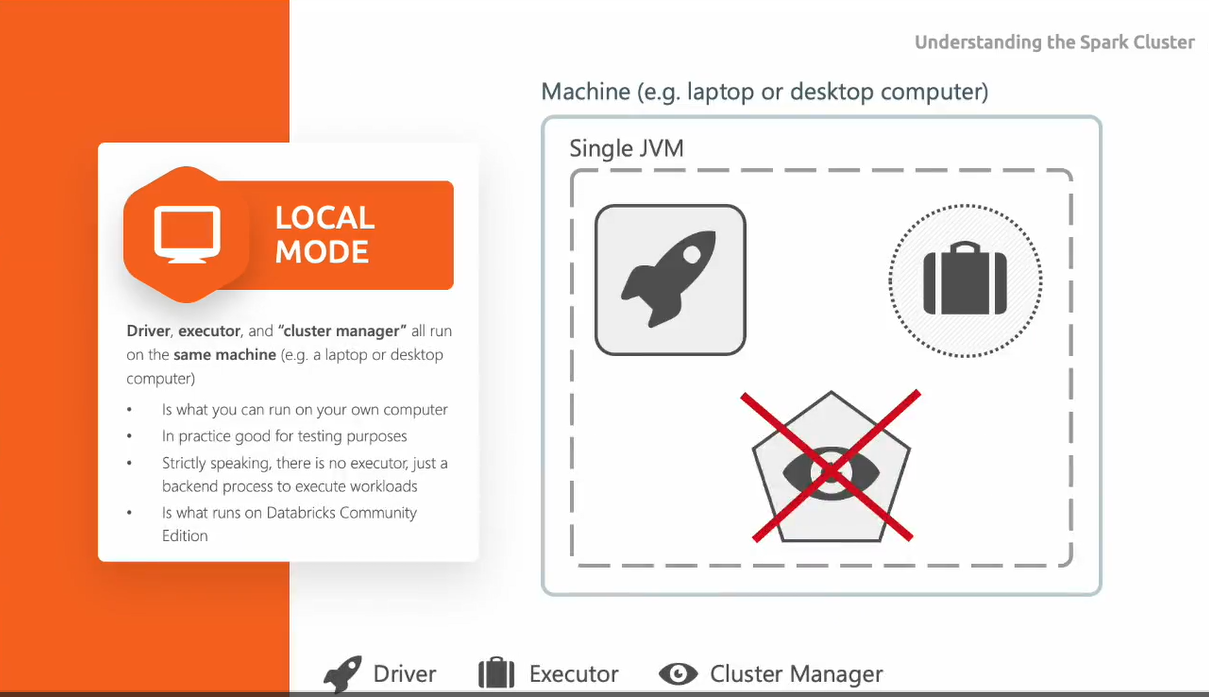 Understanding the Spark Cluster
Machine (e.g. laptop or desktop computer)
Single JVM
LOCAL
MODE
Driver, executor, and “cluster manager” all run
on the same machine (e.g. a laptop or desktop
computer)
• Is what you can run on your own computer
• In practice good for testing purposes
• Strictly speaking, there is no executor, just a
backend process to execute workloads
• Is what runs on Databricks Community
Edition
Driver Executor Cluster Manager